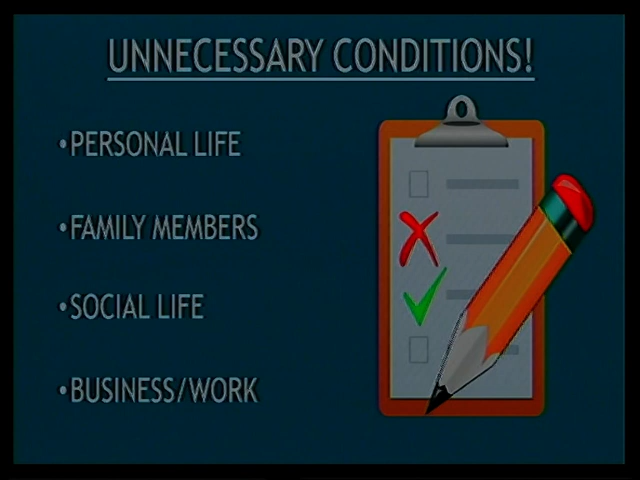 UNNECESSARY CONDITIONS!
•PERSONAL LIFE
•FAMILY MEMBERS
•SOCIAL LIFE
•BUSINESS/WORK